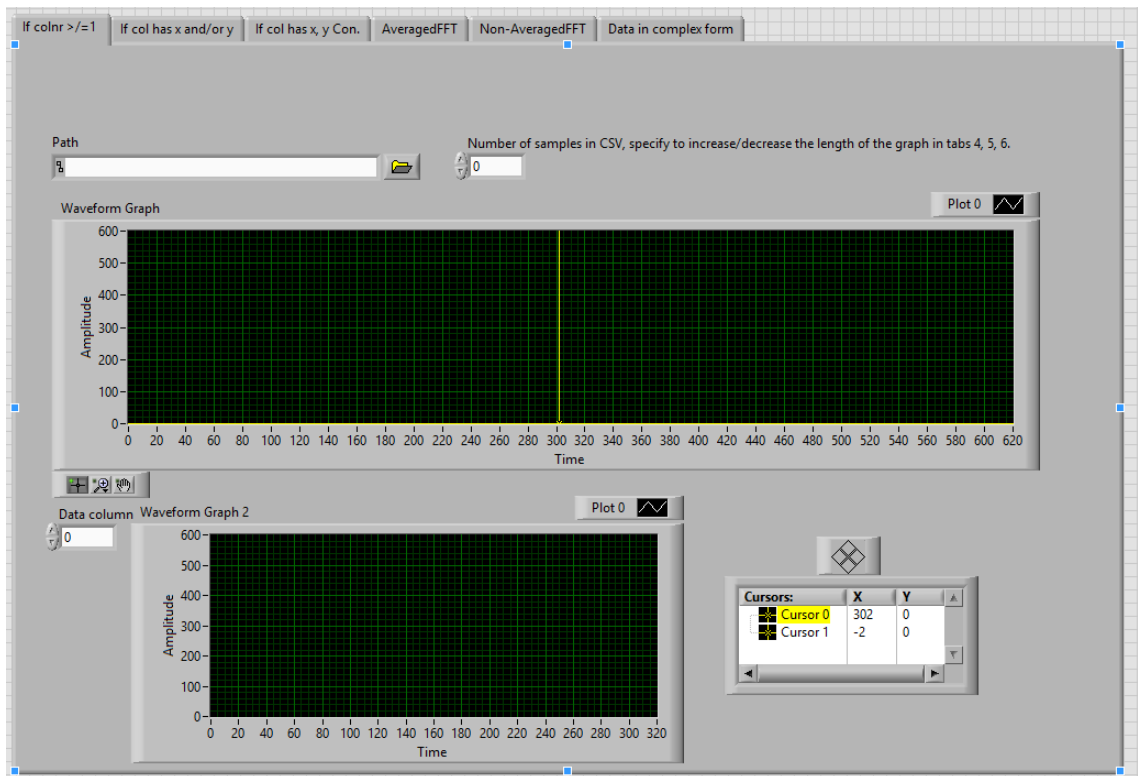 If colnr >/=1 If col has x and/or y If col has x, y Con. AveragedFFT Non-AveragedFFT Data in complex form
Path
Number of samples in CSV, specify to increase/decrease the length of the graph in tabs 4, 5, 6.
0
Waveform Graph
Plot 0
600
500
400
300
200
100
0
Amplitude
0 20 40 60 80 100 120 140 160 180 200 220 240 260 280 300 320 340 360 380 400 420 440 460 480 500 520 540 560 580 600 620
Time
Data column
0
Waveform Graph 2
Plot 0
600
500
400
300
200
100
0
Amplitude
0 20 40 60 80 100 120 140 160 180 200 220 240 260 280 300 320
Time
Cursors: X Y
Cursor 0 302 0
Cursor 1 -2 0